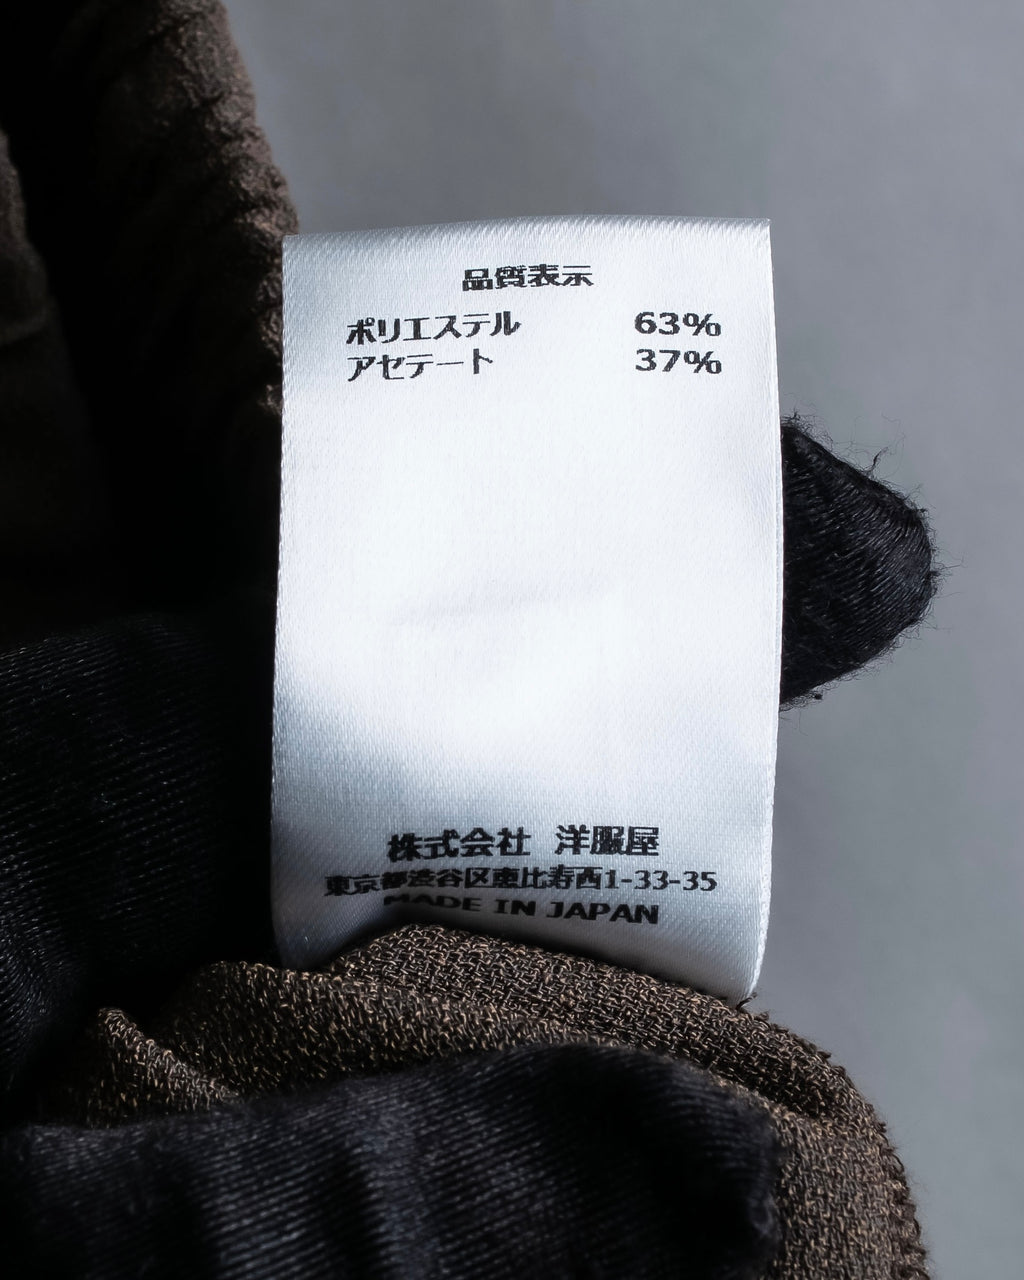 品質表示
ポリエステル 63%
アセテート 37%
株式会社 洋服屋
東京都渋谷区恵比寿西1-33-35
MADE IN JAPAN